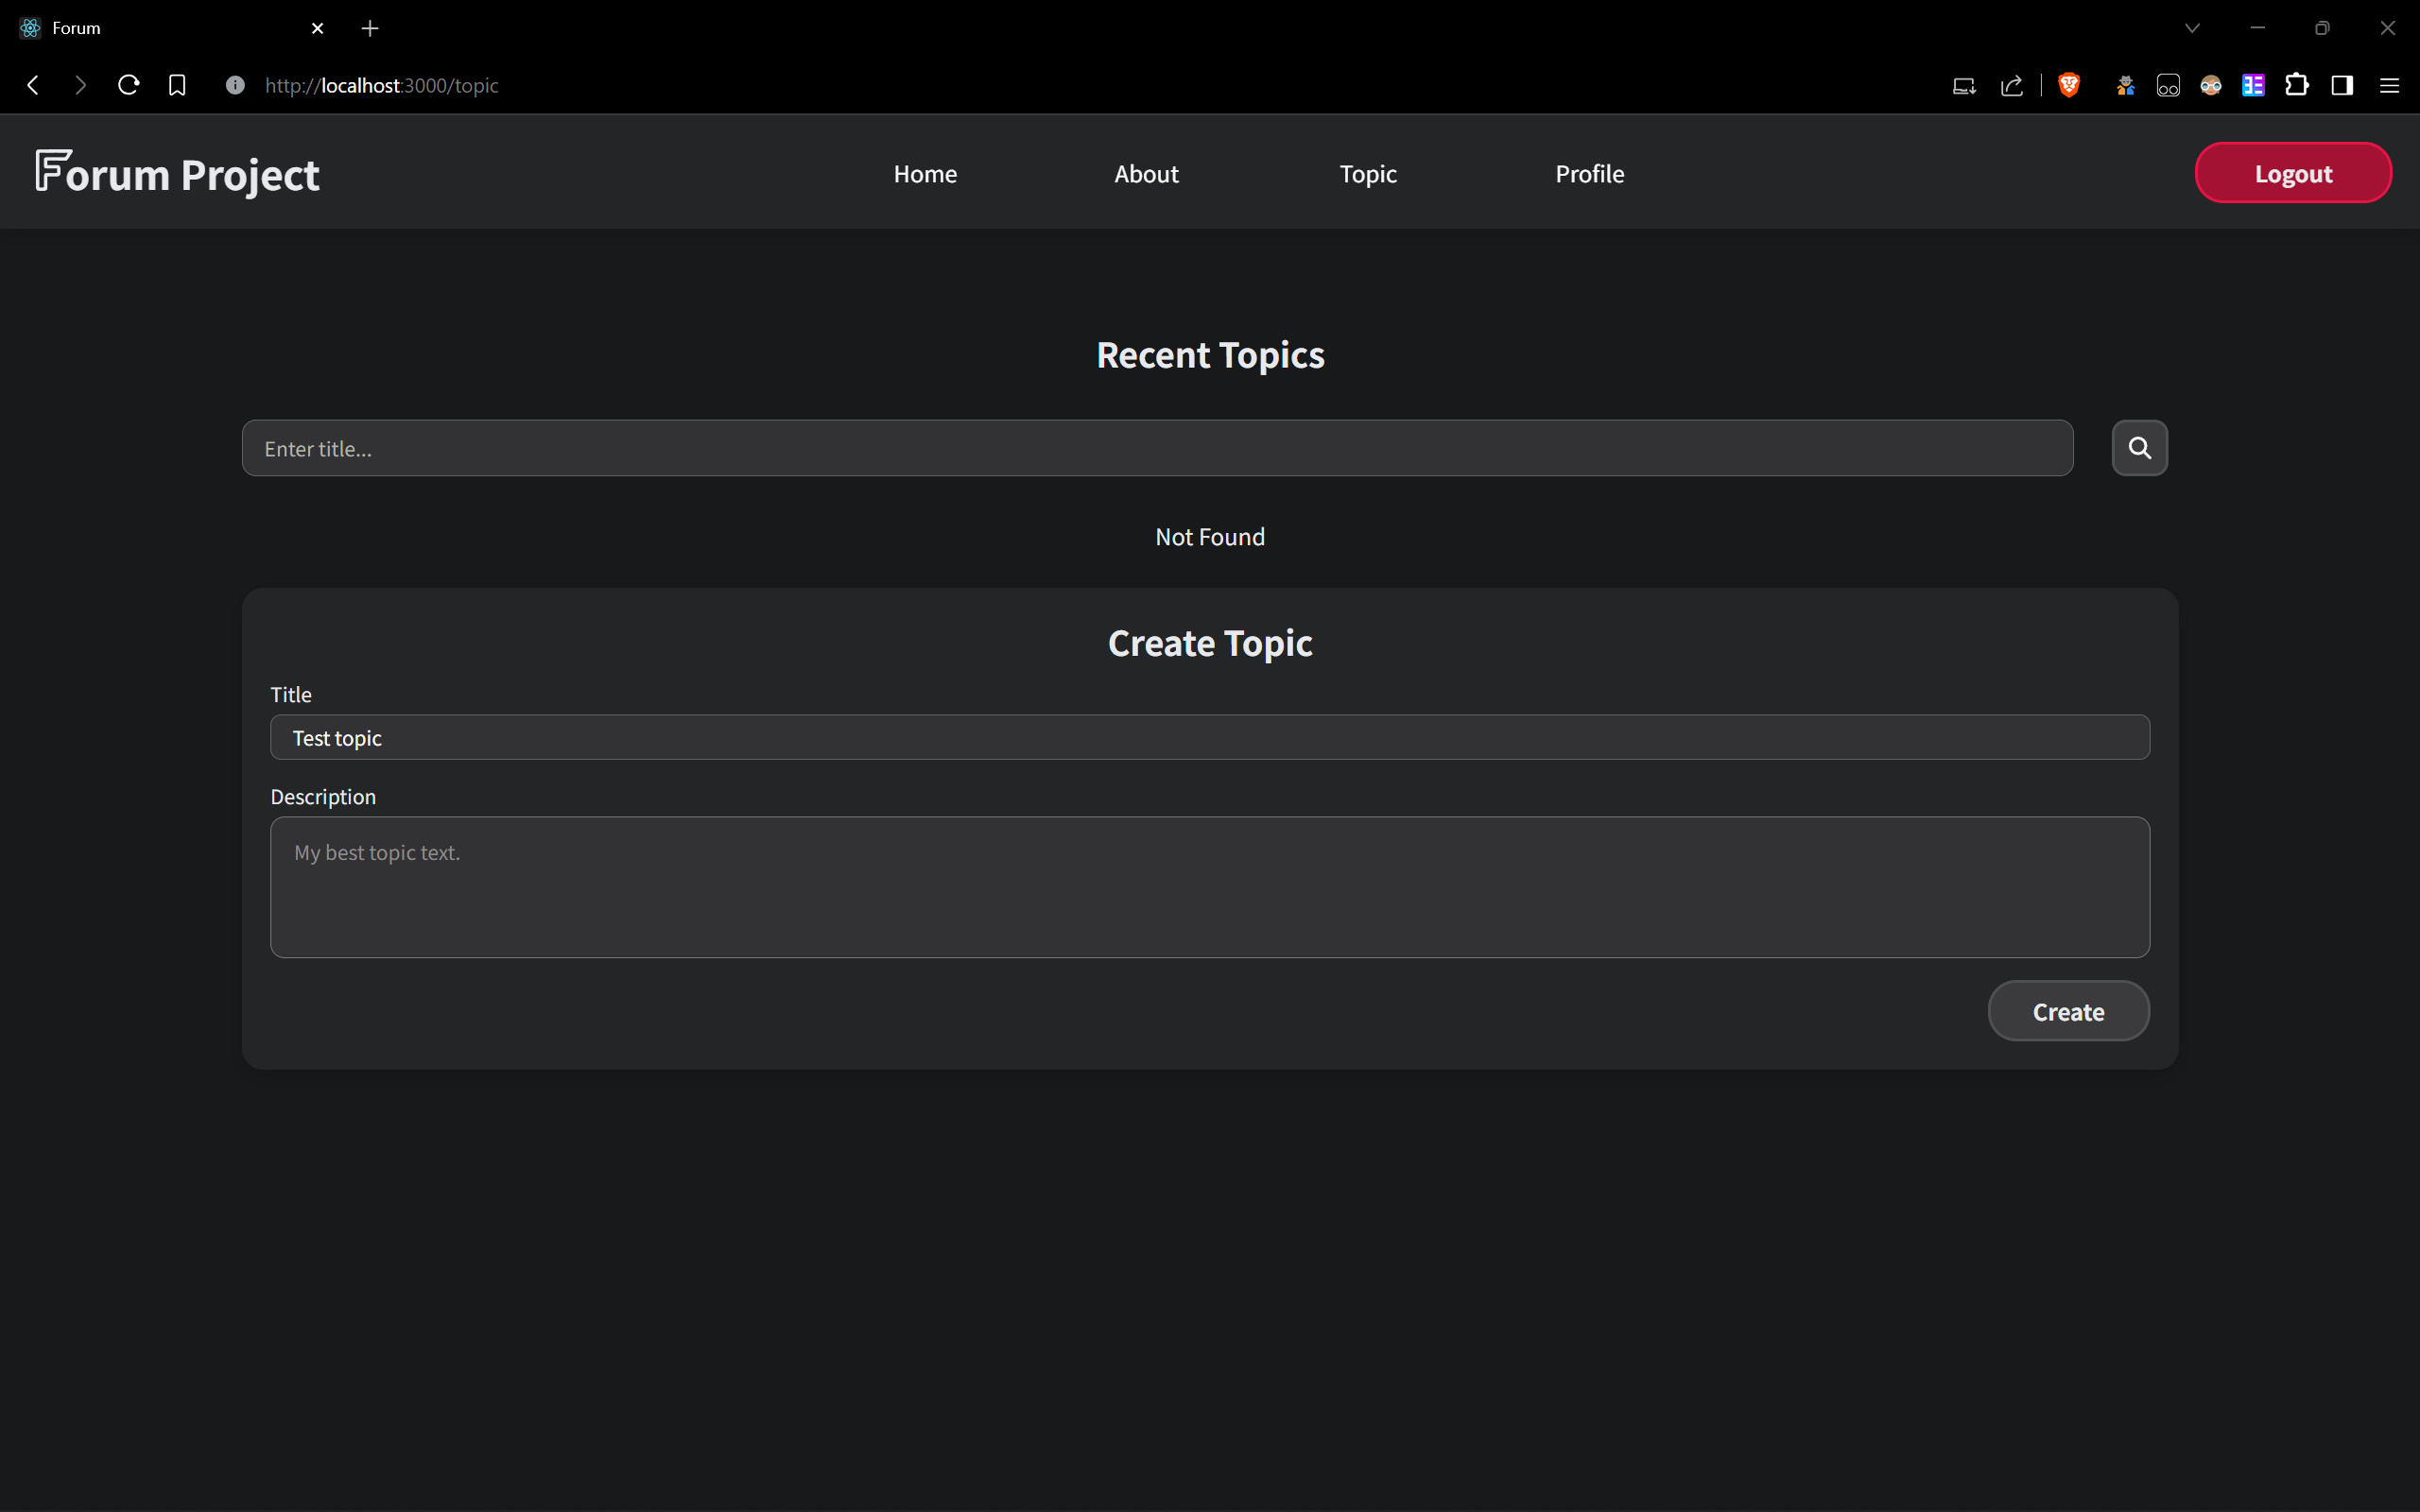 Forum
http://localhost:3000/topic
Forum Project
Home
About
Topic
Profile
Logout
Recent Topics
Enter title...
Not Found
Create Topic
Title
Test topic
Description
My best topic text.
Create